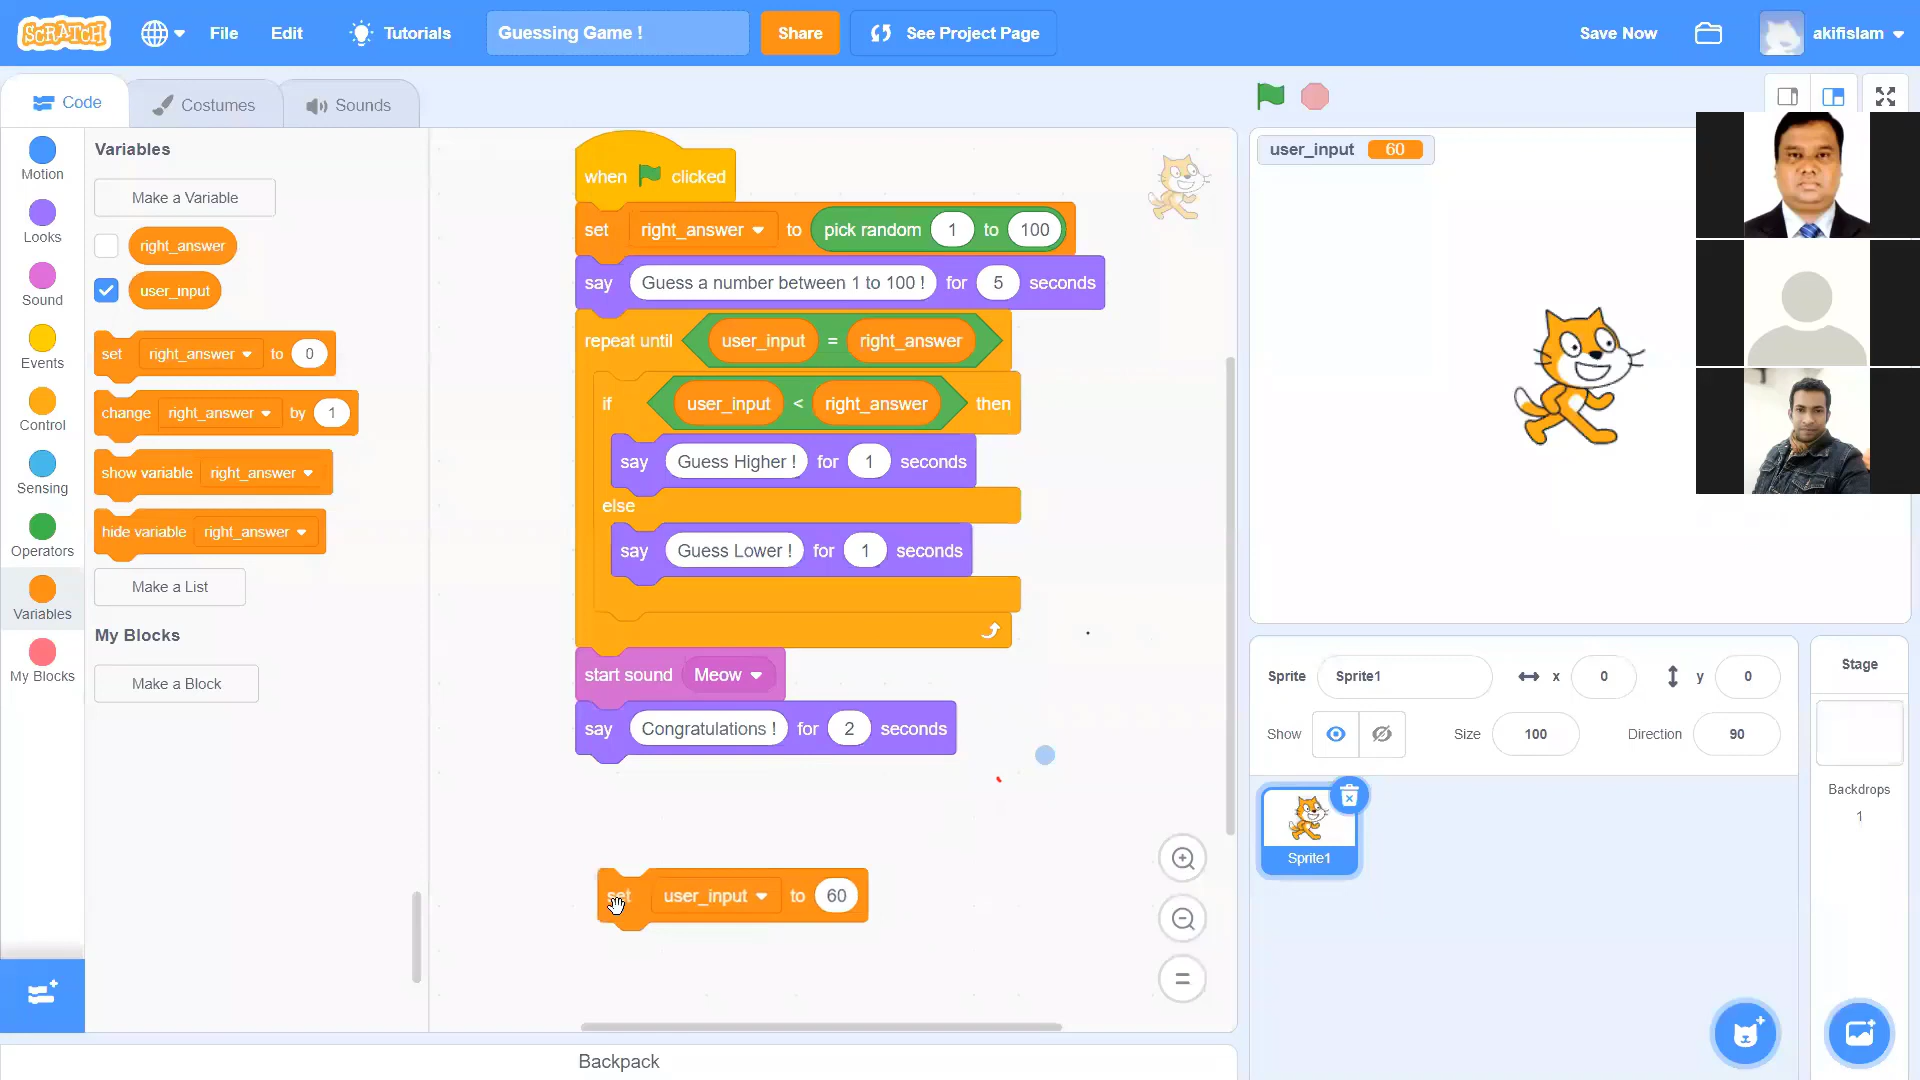 SCRATCH File Edit Tutorials Guessing Game ! Share See Project Page Save Now akifislam
Code Costumes Sounds
Motion
Looks
Sound
Events
Control
Sensing
Operators
Variables
My Blocks
Variables
Make a Variable
right_answer
user_input
set right_answer to 0
change right_answer by 1
show variable right_answer
hide variable right_answer
Make a List
My Blocks
Make a Block
when clicked
set right_answer to pick random 1 to 100
say Guess a number between 1 to 100 ! for 5 seconds
repeat until user_input = right_answer
if user_input < right_answer then
say Guess Higher ! for 1 seconds
else
say Guess Lower ! for 1 seconds
start sound Meow
say Congratulations ! for 2 seconds
set user_input to 60
Backpack
user_input 60
Sprite Sprite1 x 0 y 0
Show Size 100 Direction 90
Sprite1
Stage
Backdrops
1